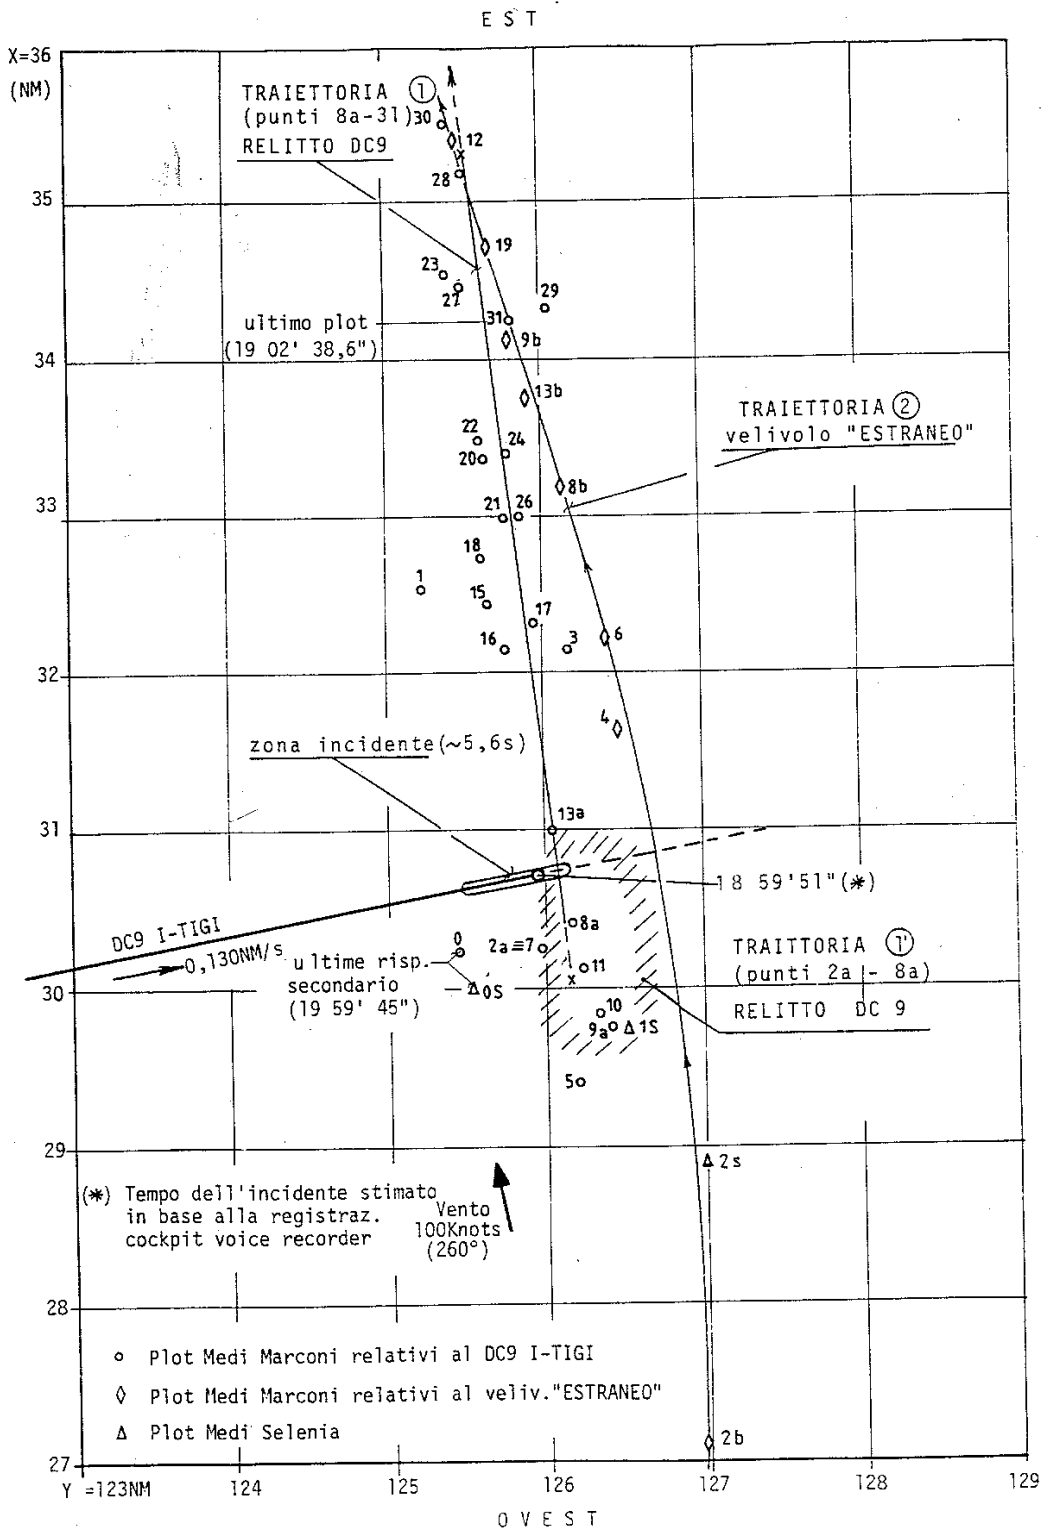 E S T
X=36
(NM)
TRAIETTORIA 1
(punti 8a-31)
RELITTO DC9
30
12
28
35
19
23
27
29
31
ultimo plot
(19 02' 38,6")
9b
34
13b
TRAIETTORIA 2
velivolo "ESTRANEO"
22
24
20
8b
21
26
33
18
1
15
17
16
3
6
32
4
zona incidente (~5,6s)
13a
31
18 59'51" (*)
DC9 I-TIGI
0,130NM/s
8a
0
2a≡7
ultime risp.
secondario
(19 59' 45")
TRAITTORIA 1'
(punti 2a - 8a)
RELITTO DC 9
11
30
0S
10
9a
1S
5
29
2s
(*) Tempo dell'incidente stimato
in base alla registraz.
cockpit voice recorder
Vento
100Knots
(260°)
28
o Plot Medi Marconi relativi al DC9 I-TIGI
◊ Plot Medi Marconi relativi al veliv."ESTRANEO"
Δ Plot Medi Selenia
2b
27
Y =123NM
124
125
126
127
128
129
O V E S T